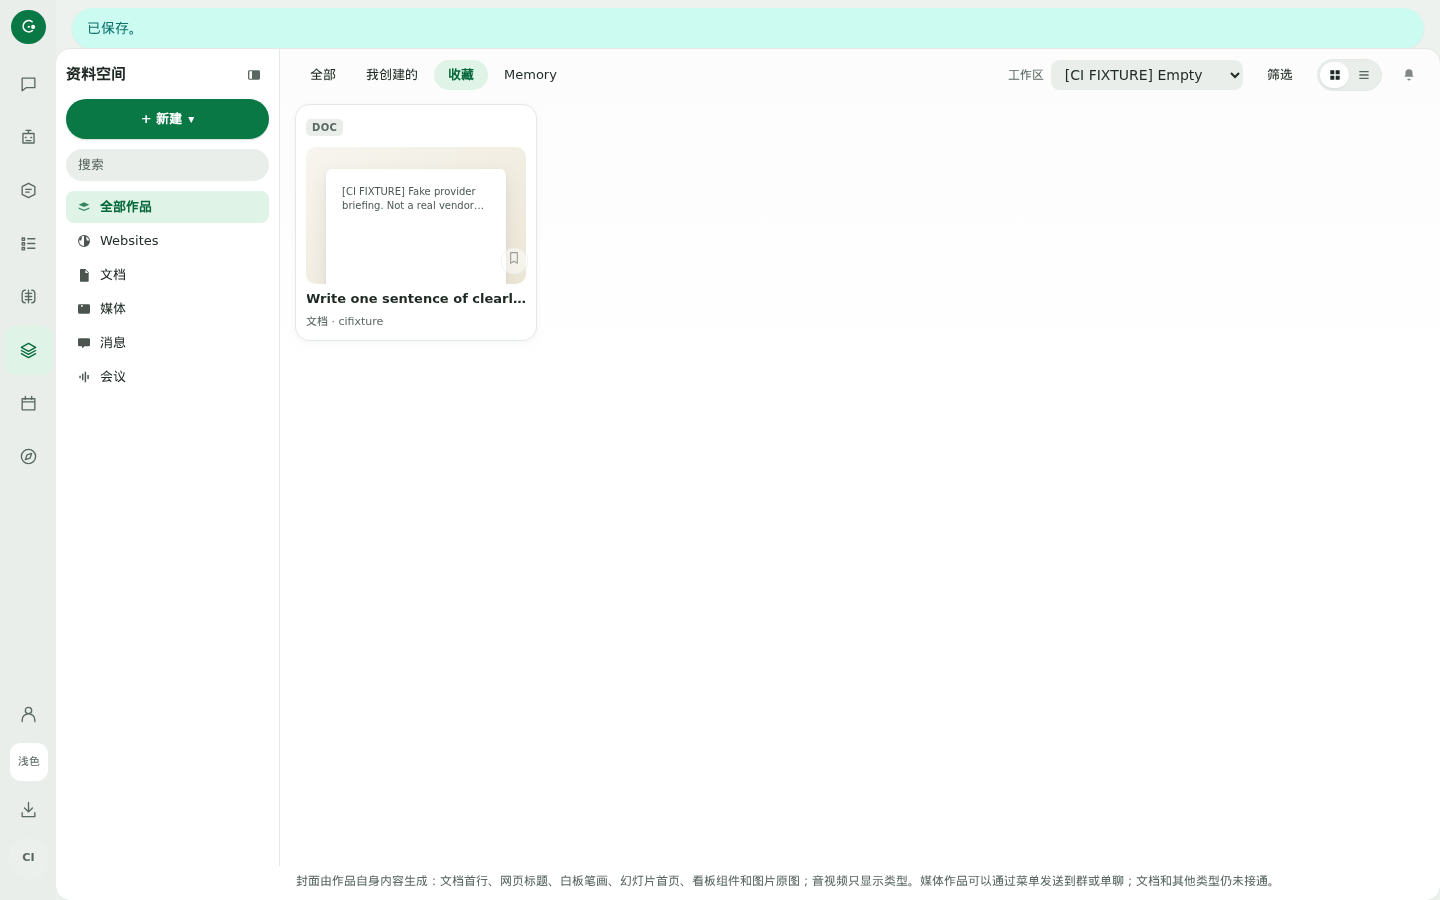 已保存。
资料空间
+ 新建 ▾
搜索
全部作品
Websites
文档
媒体
消息
会议
浅色
CI
全部
我创建的
收藏
Memory
工作区
[CI FIXTURE] Empty
筛选
DOC
[CI FIXTURE] Fake provider
briefing. Not a real vendor...
Write one sentence of clearl...
文档 · cifixture
封面由作品自身内容生成；文档首行、网页标题、白板笔画、幻灯片首页、看板组件和图片原图；音视频只显示类型。媒体作品可以通过菜单发送到群或单聊；文档和其他类型仍未接通。